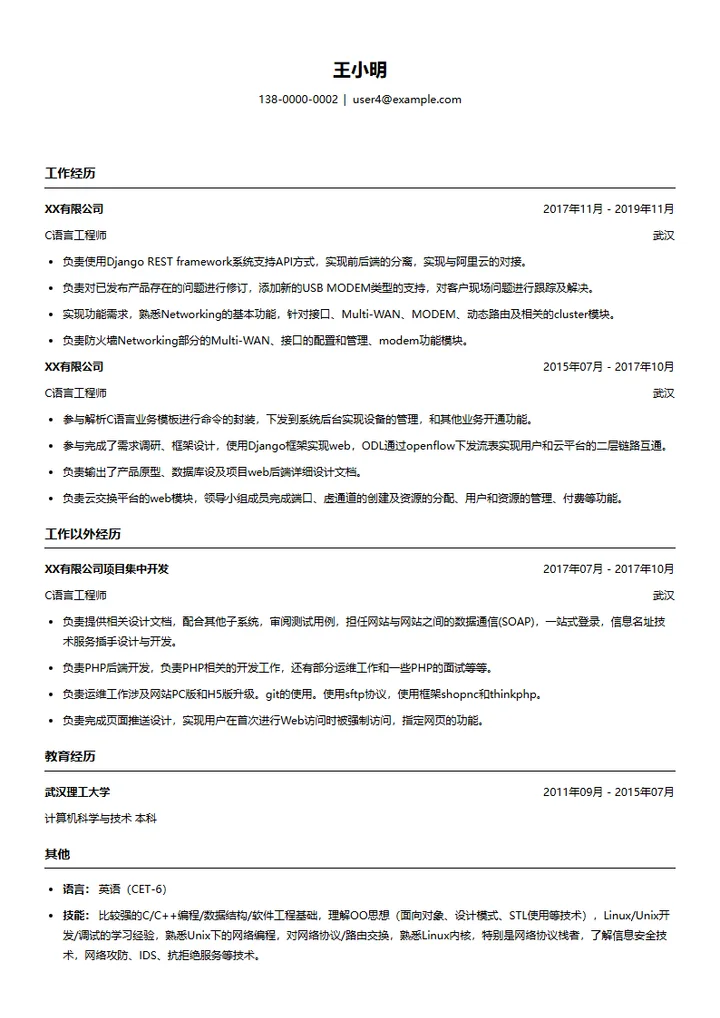 王小明
138-0000-0002 | user4@example.com
工作经历
XX有限公司 2017年11月 - 2019年11月
C语言工程师 武汉
• 负责使用Django REST framework系统支持API方式，实现前后端的分离，实现与阿里云的对接。
• 负责对已发布产品存在的问题进行修订，添加新的USB MODEM类型的支持，对客户现场问题进行跟踪及解决。
• 实现功能需求，熟悉Networking的基本功能，针对接口、Multi-WAN、MODEM、动态路由及相关的cluster模块。
• 负责防火墙Networking部分的Multi-WAN、接口的配置和管理、modem功能模块。
XX有限公司 2015年07月 - 2017年10月
C语言工程师 武汉
• 参与解析C语言业务模板进行命令的封装，下发到系统后台实现设备的管理，和其他业务开通功能。
• 参与完成了需求调研、框架设计，使用Django框架实现web，ODL通过openflow下发流表实现用户和云平台的二层链路互通。
• 负责输出了产品原型、数据库设及项目web后端详细设计文档。
• 负责云交换平台的web模块，领导小组成员完成端口、虚通道的创建及资源的分配、用户和资源的管理、付费等功能。
工作以外经历
XX有限公司项目集中开发 2017年07月 - 2017年10月
C语言工程师 武汉
• 负责提供相关设计文档，配合其他子系统，审阅测试用例，担任网站与网站之间的数据通信(SOAP)，一站式登录，信息名址技
术服务插手设计与开发。
• 负责PHP后端开发，负责PHP相关的开发工作，还有部分运维工作和一些PHP的面试等等。
• 负责运维工作涉及网站PC版和H5版升级。git的使用。使用sftp协议，使用框架shopnc和thinkphp。
• 负责完成页面推送设计，实现用户在首次进行Web访问时被强制访问，指定网页的功能。
教育经历
武汉理工大学 2011年09月 - 2015年07月
计算机科学与技术 本科
其他
• 语言： 英语（CET-6）
• 技能： 比较强的C/C++编程/数据结构/软件工程基础，理解OO思想（面向对象、设计模式、STL使用等技术），Linux/Unix开
发/调试的学习经验，熟悉Unix下的网络编程，对网络协议/路由交换，熟悉Linux内核，特别是网络协议栈者，了解信息安全技
术，网络攻防、IDS、抗拒绝服务等技术。